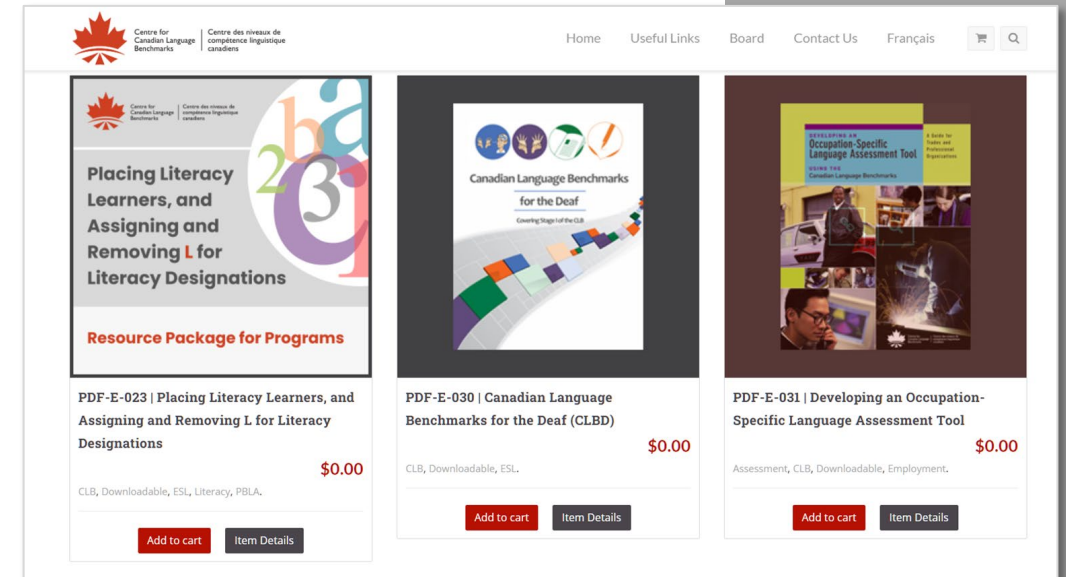 Centre for
Canadian Language
Benchmarks
Centre des niveaux de
compétence linguistique
canadiens
Home
Useful Links
Board
Contact Us
Français
Centre for
Canadian Language
Benchmarks
Centre des niveaux de
compétence linguistique
canadiens
Placing Literacy
Learners, and
Assigning and
Removing L for
Literacy Designations
Resource Package for Programs
Canadian Language Benchmarks
for the Deaf
Covering Stage I of the CLB
DEVELOPING AN
Occupation-Specific
Language Assessment Tool
USING THE
Canadian Language Benchmarks
A Guide for
Trades and
Professional
Organizations
PDF-E-023 | Placing Literacy Learners, and
Assigning and Removing L for Literacy
Designations
$0.00
CLB, Downloadable, ESL, Literacy, PBLA.
Add to cart
Item Details
PDF-E-030 | Canadian Language
Benchmarks for the Deaf (CLBD)
$0.00
CLB, Downloadable, ESL.
Add to cart
Item Details
PDF-E-031 | Developing an Occupation-
Specific Language Assessment Tool
$0.00
Assessment, CLB, Downloadable, Employment.
Add to cart
Item Details